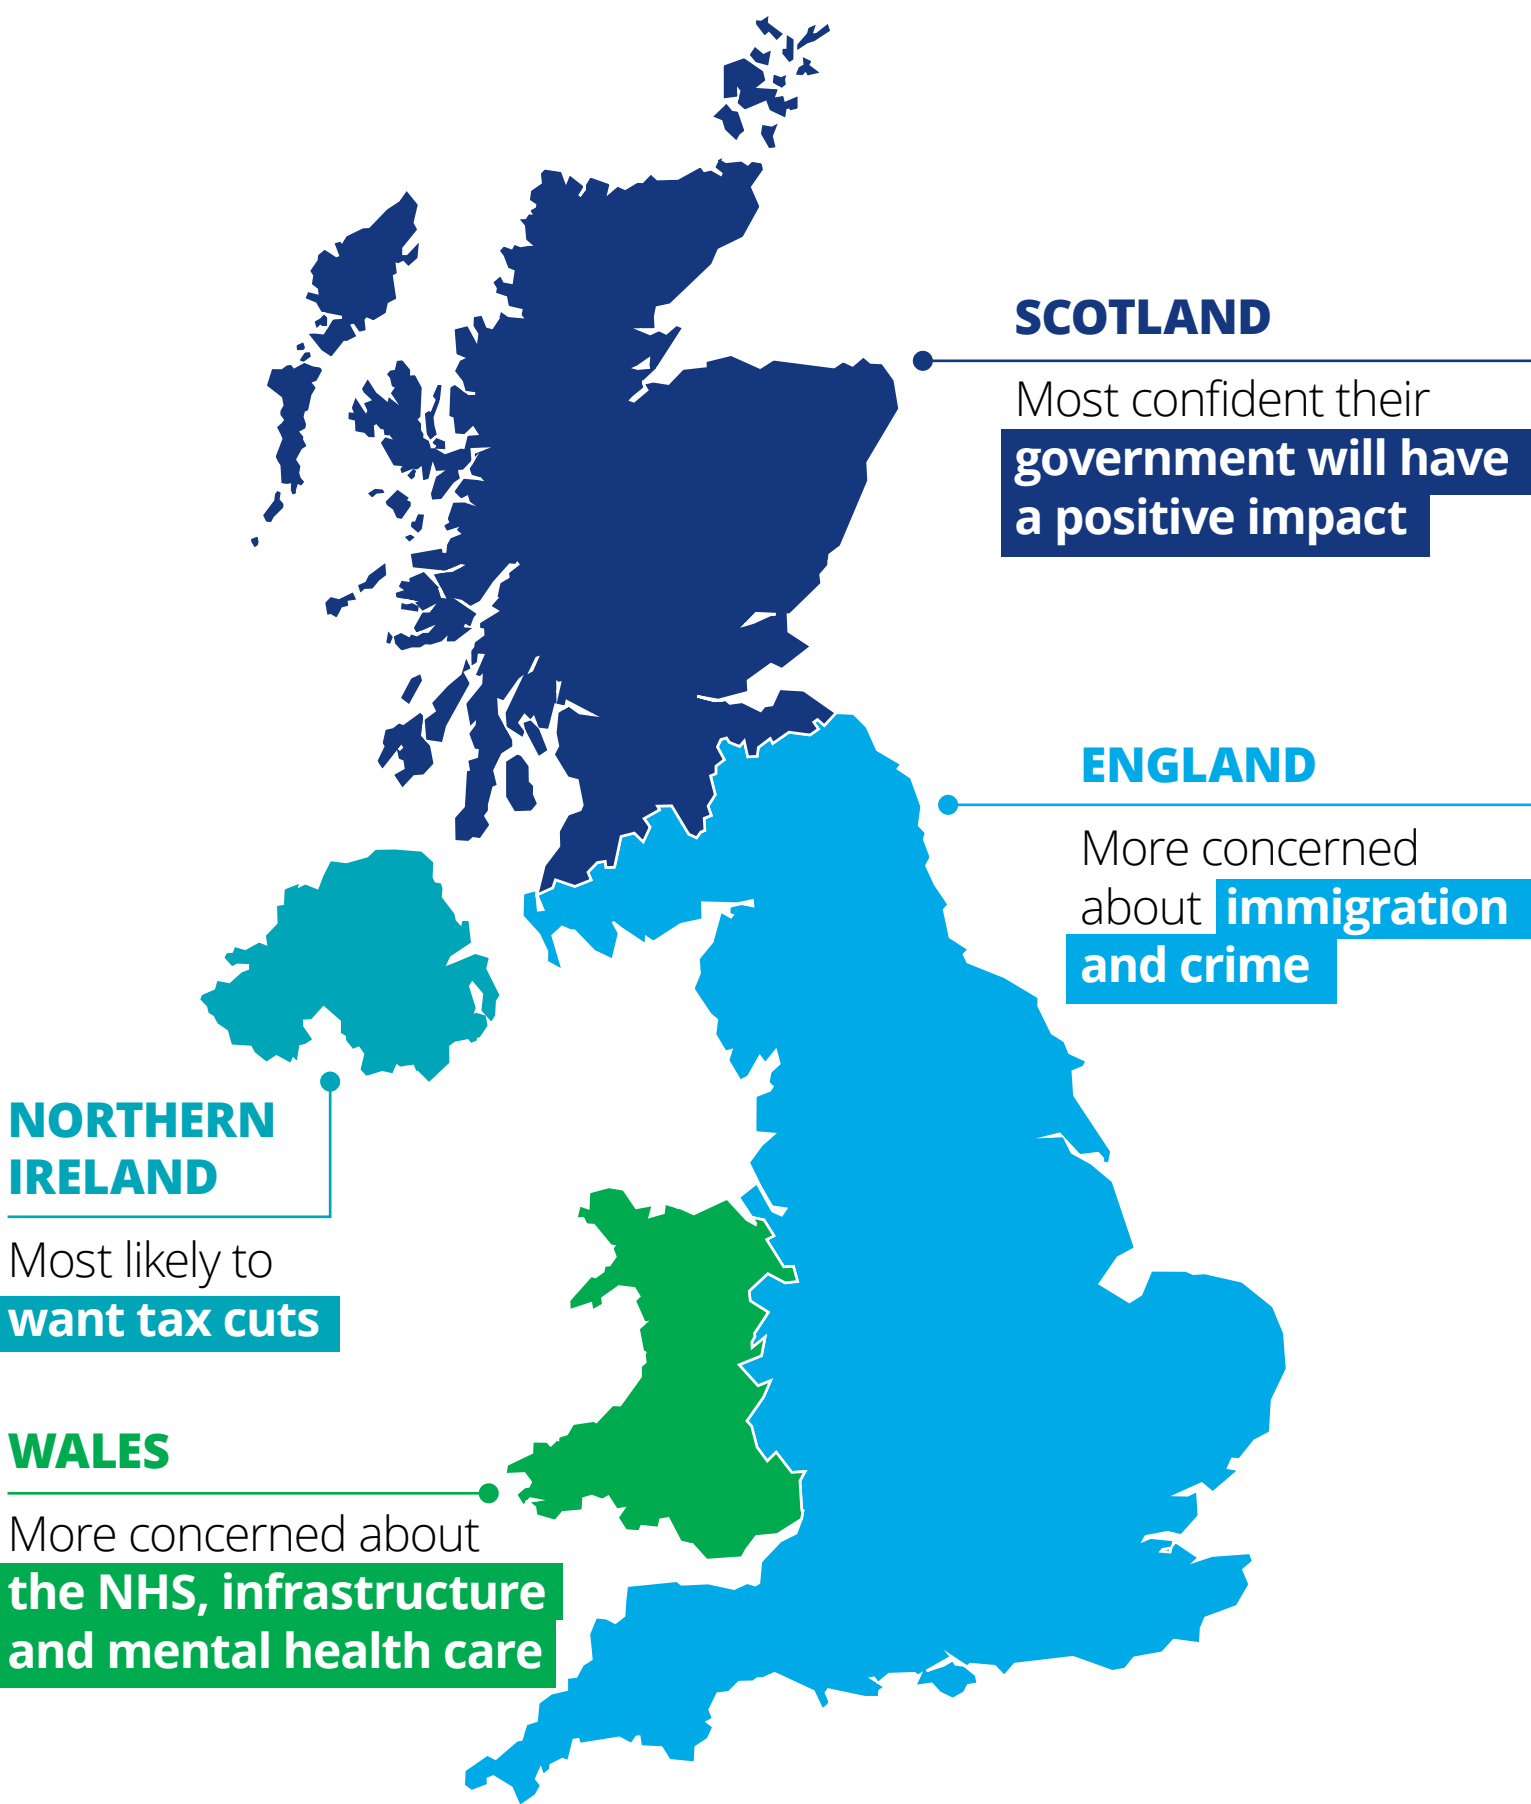 SCOTLAND
Most confident their
government will have
a positive impact
ENGLAND
More concerned
about immigration
and crime
NORTHERN
IRELAND
Most likely to
want tax cuts
WALES
More concerned about
the NHS, infrastructure
and mental health care